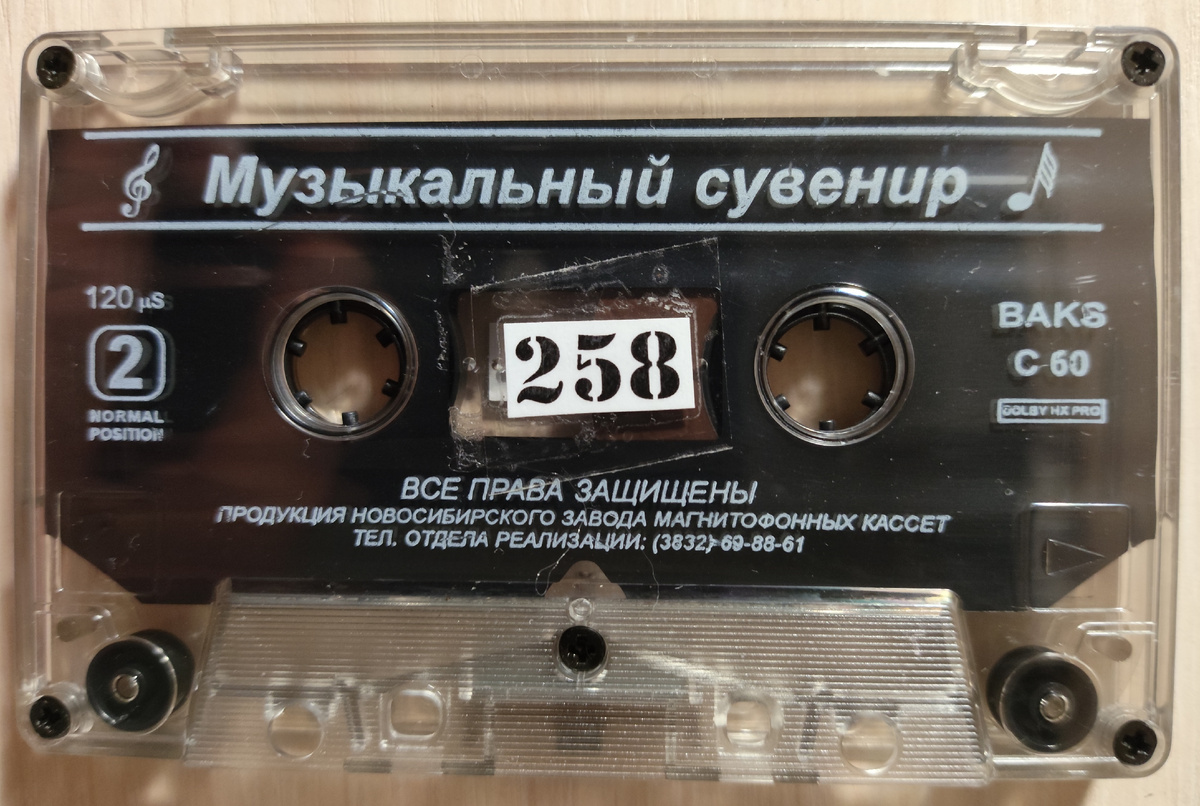 Музыкальный сувенир
120 µS
2
NORMAL
POSITION
258
BAKS
C-60
DOLBY HX PRO
ВСЕ ПРАВА ЗАЩИЩЕНЫ
ПРОДУКЦИЯ НОВОСИБИРСКОГО ЗАВОДА МАГНИТОФОННЫХ КАССЕТ
ТЕЛ. ОТДЕЛА РЕАЛИЗАЦИИ: (3832) 69-88-61